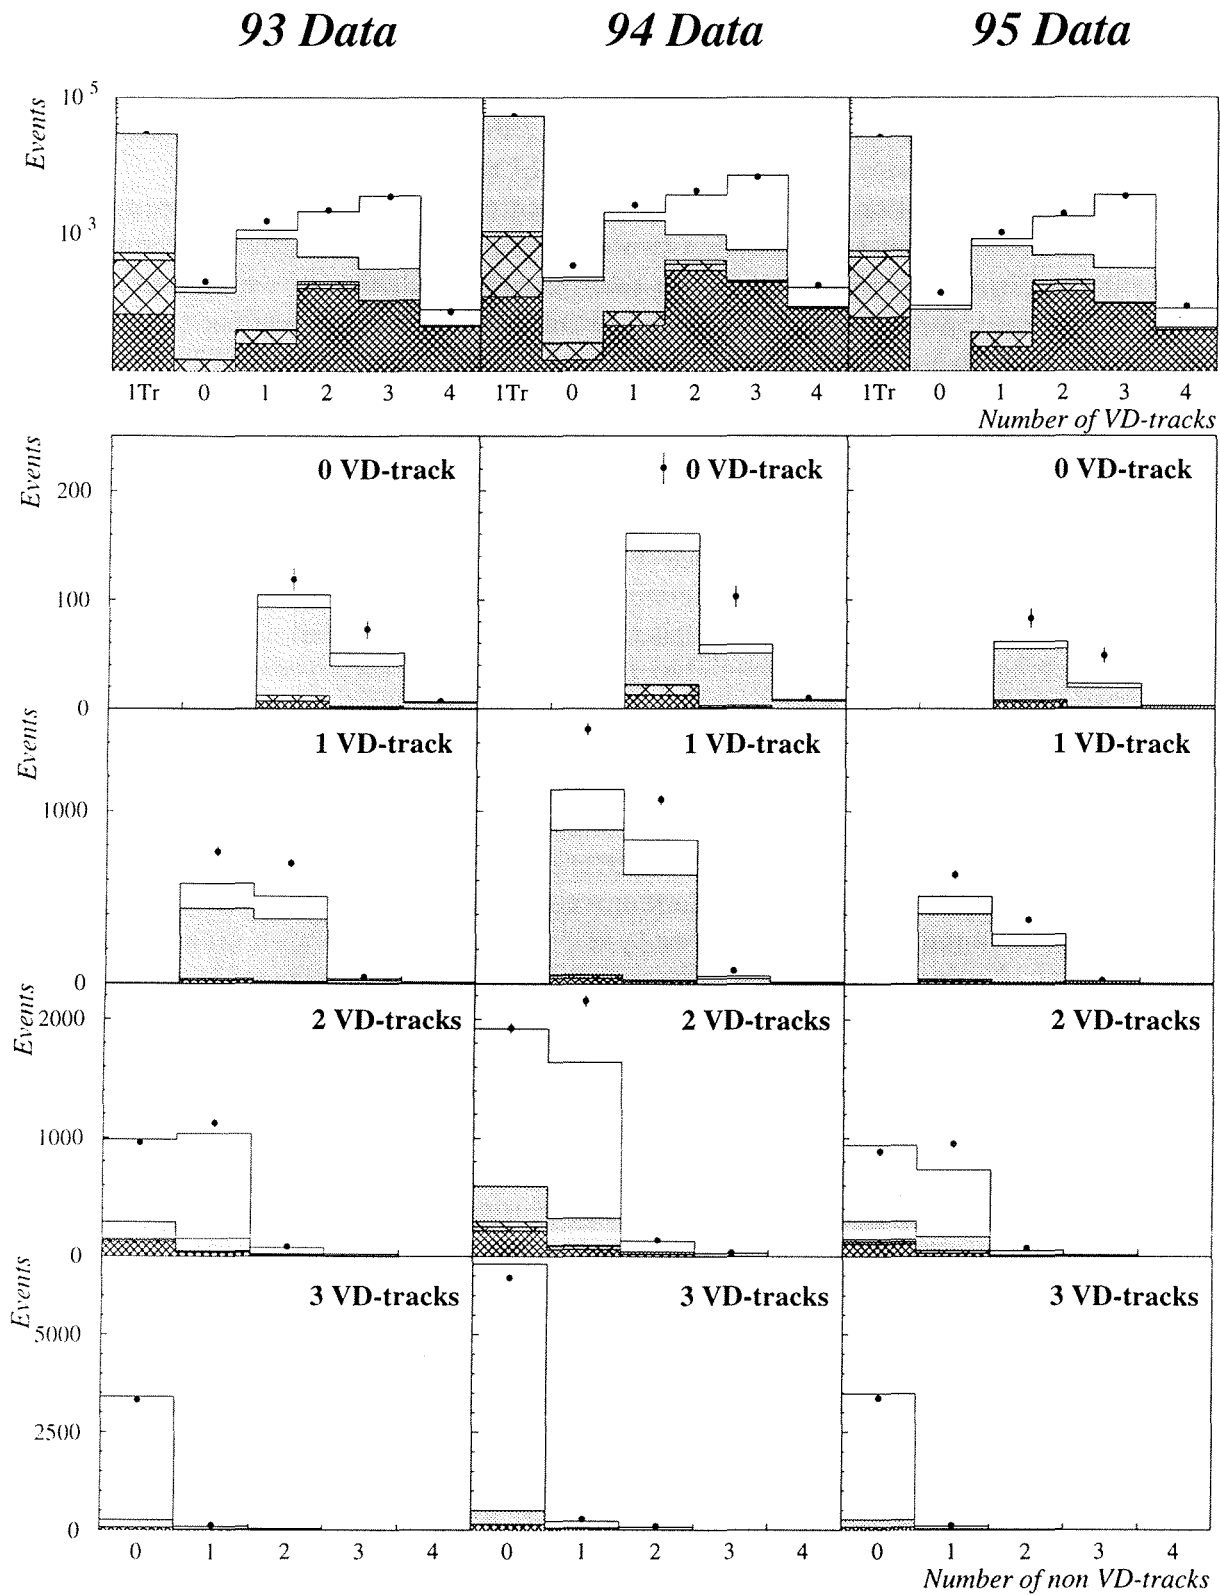 93 Data 94 Data 95 Data
Events
10 5
10 3
1Tr 0 1 2 3 4 1Tr 0 1 2 3 4 1Tr 0 1 2 3 4
Number of VD-tracks
Events
0 VD-track 0 VD-track 0 VD-track
200
100
0
Events
1 VD-track 1 VD-track 1 VD-track
1000
0
Events
2000 2 VD-tracks 2 VD-tracks 2 VD-tracks
1000
0
Events
3 VD-tracks 3 VD-tracks 3 VD-tracks
5000
2500
0
0 1 2 3 4 0 1 2 3 4 0 1 2 3 4
Number of non VD-tracks